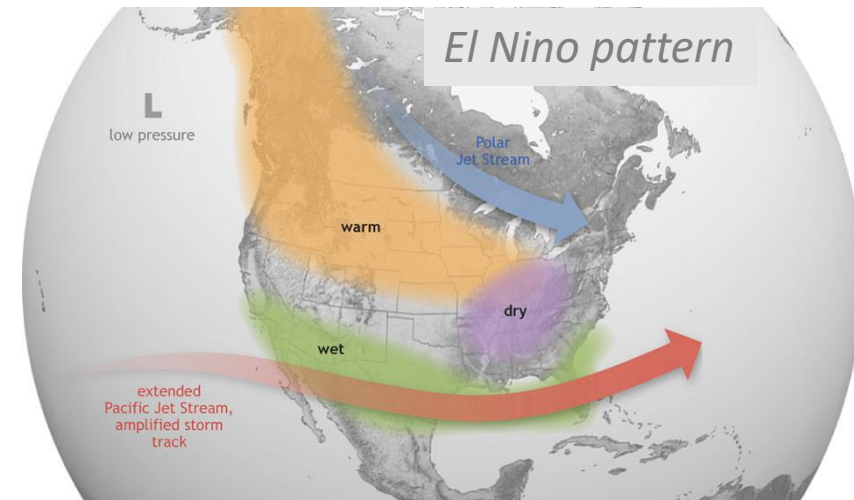 El Nino pattern
L
low pressure
Polar
Jet Stream
warm
dry
wet
extended
Pacific Jet Stream,
amplified storm
track